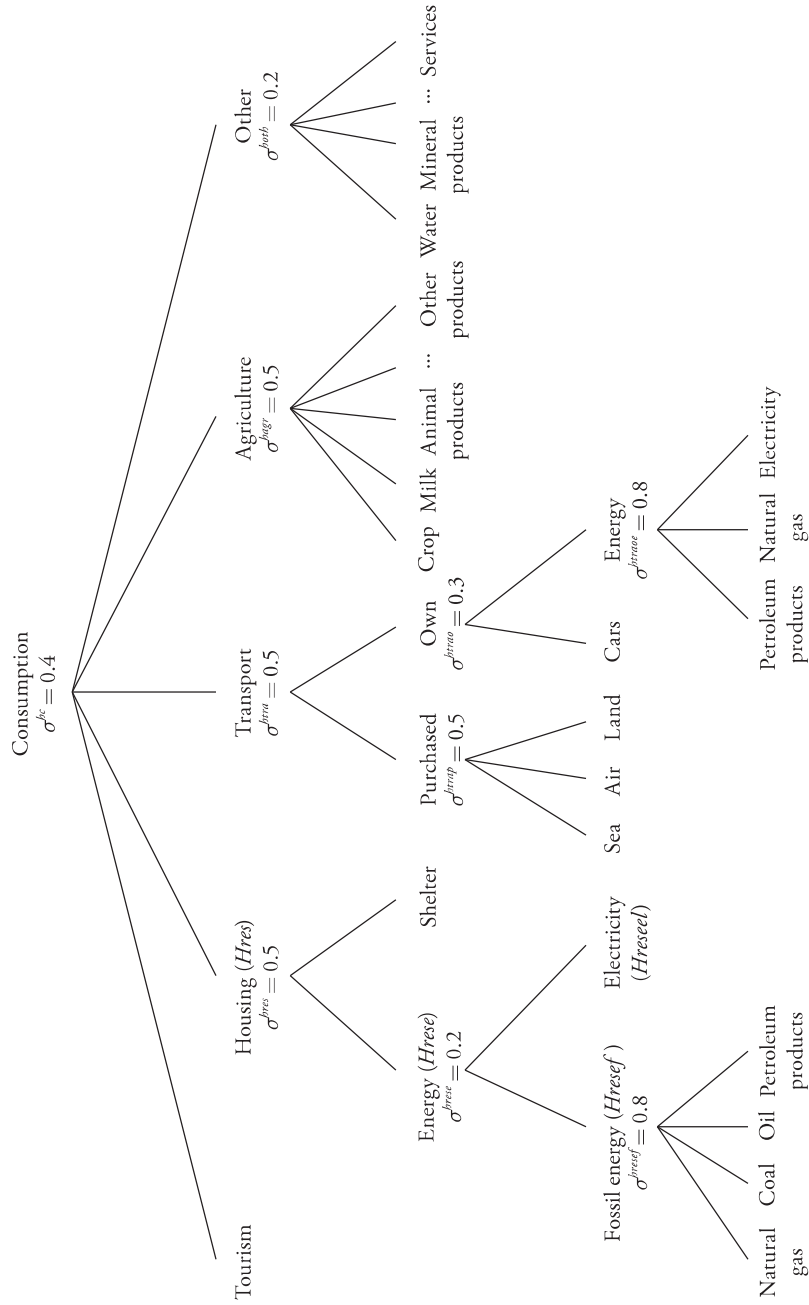 Consumption
σ^hc = 0.4
Tourism
Housing (Hres)
σ^hres = 0.5
Transport
σ^htra = 0.5
Agriculture
σ^hagr = 0.5
Other
σ^hoth = 0.2
Energy (Hrese)
σ^hrese = 0.2
Shelter
Purchased
σ^htrap = 0.5
Own
σ^htrao = 0.3
Crop
Milk
Animal
products
...
Other
products
Water
Mineral
products
...
Services
Fossil energy (Hresef)
σ^hresef = 0.8
Electricity
(Hreseel)
Sea
Air
Land
Cars
Energy
σ^htraoe = 0.8
Natural
gas
Coal
Oil
Petroleum
products
Petroleum
products
Natural
gas
Electricity